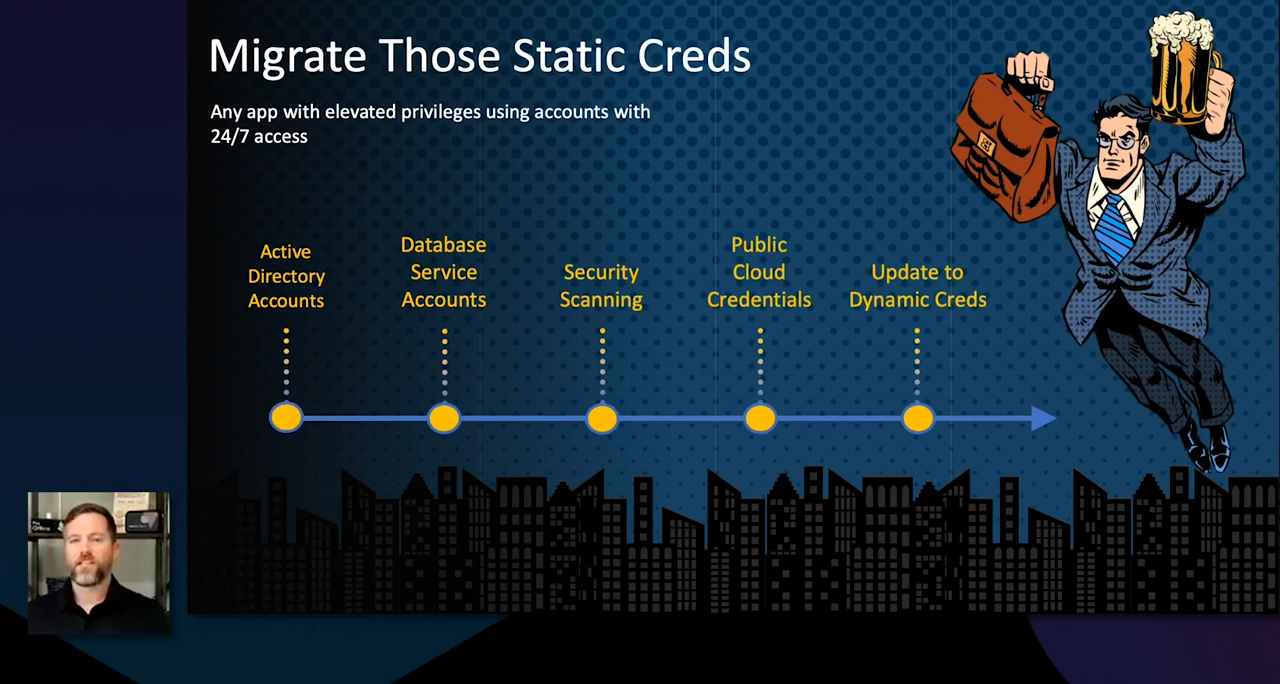 Migrate Those Static Creds
Any app with elevated privileges using accounts with
24/7 access
Active
Directory
Accounts
Database
Service
Accounts
Security
Scanning
Public
Cloud
Credentials
Update to
Dynamic Creds